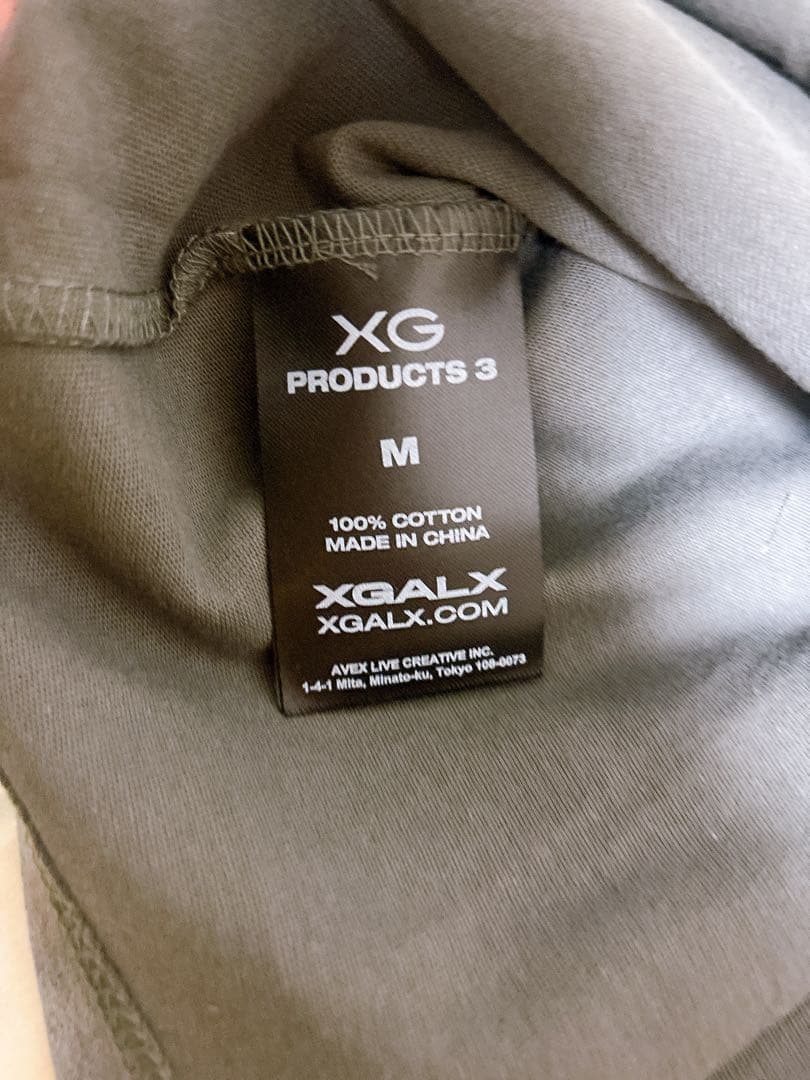 XG
PRODUCTS 3
M
100% COTTON
MADE IN CHINA
XGALX
XGALX.COM
AVEX LIVE CREATIVE INC.
1-4-1 Mita, Minato-ku, Tokyo 108-0073